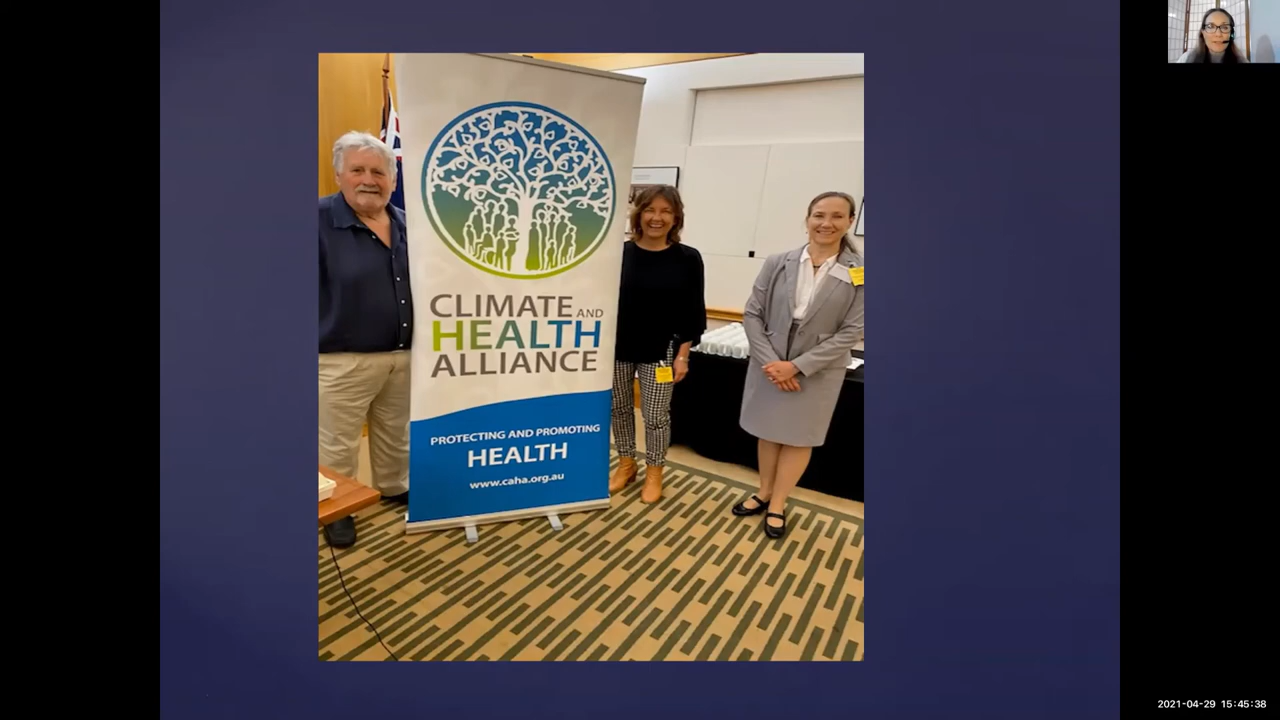 CLIMATE AND
HEALTH
ALLIANCE
PROTECTING AND PROMOTING
HEALTH
www.caha.org.au
2021-04-29 15:45:38